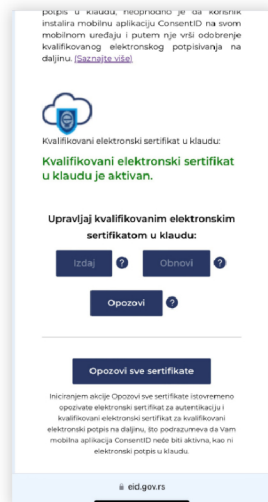 potpis u klaudu, neophodno je da korisnik
instalira mobilnu aplikaciju ConsentID na svom
mobilnom uređaju i putem nje vrši odobrenje
kvalifikovanog elektronskog potpisivanja na
daljinu. (Saznajte više)
Kvalifikovani elektronski sertifikat u klaudu:
Kvalifikovani elektronski sertifikat
u klaudu je aktivan.
Upravljaj kvalifikovanim elektronskim
sertifikatom u klaudu:
Izdaj ? Obnovi ?
Opozovi ?
Opozovi sve sertifikate
Iniciranjem akcije Opozovi sve sertifikate istovremeno
opozivate elektronski sertifikat za autentikaciju i
kvalifikovani elektronski sertifikat za kvalifikovani
elektronski potpis na daljinu, što podrazumeva da Vam
mobilna aplikacija ConsentID neće biti aktivna, kao ni
elektronski potpis u klaudu.
eid.gov.rs